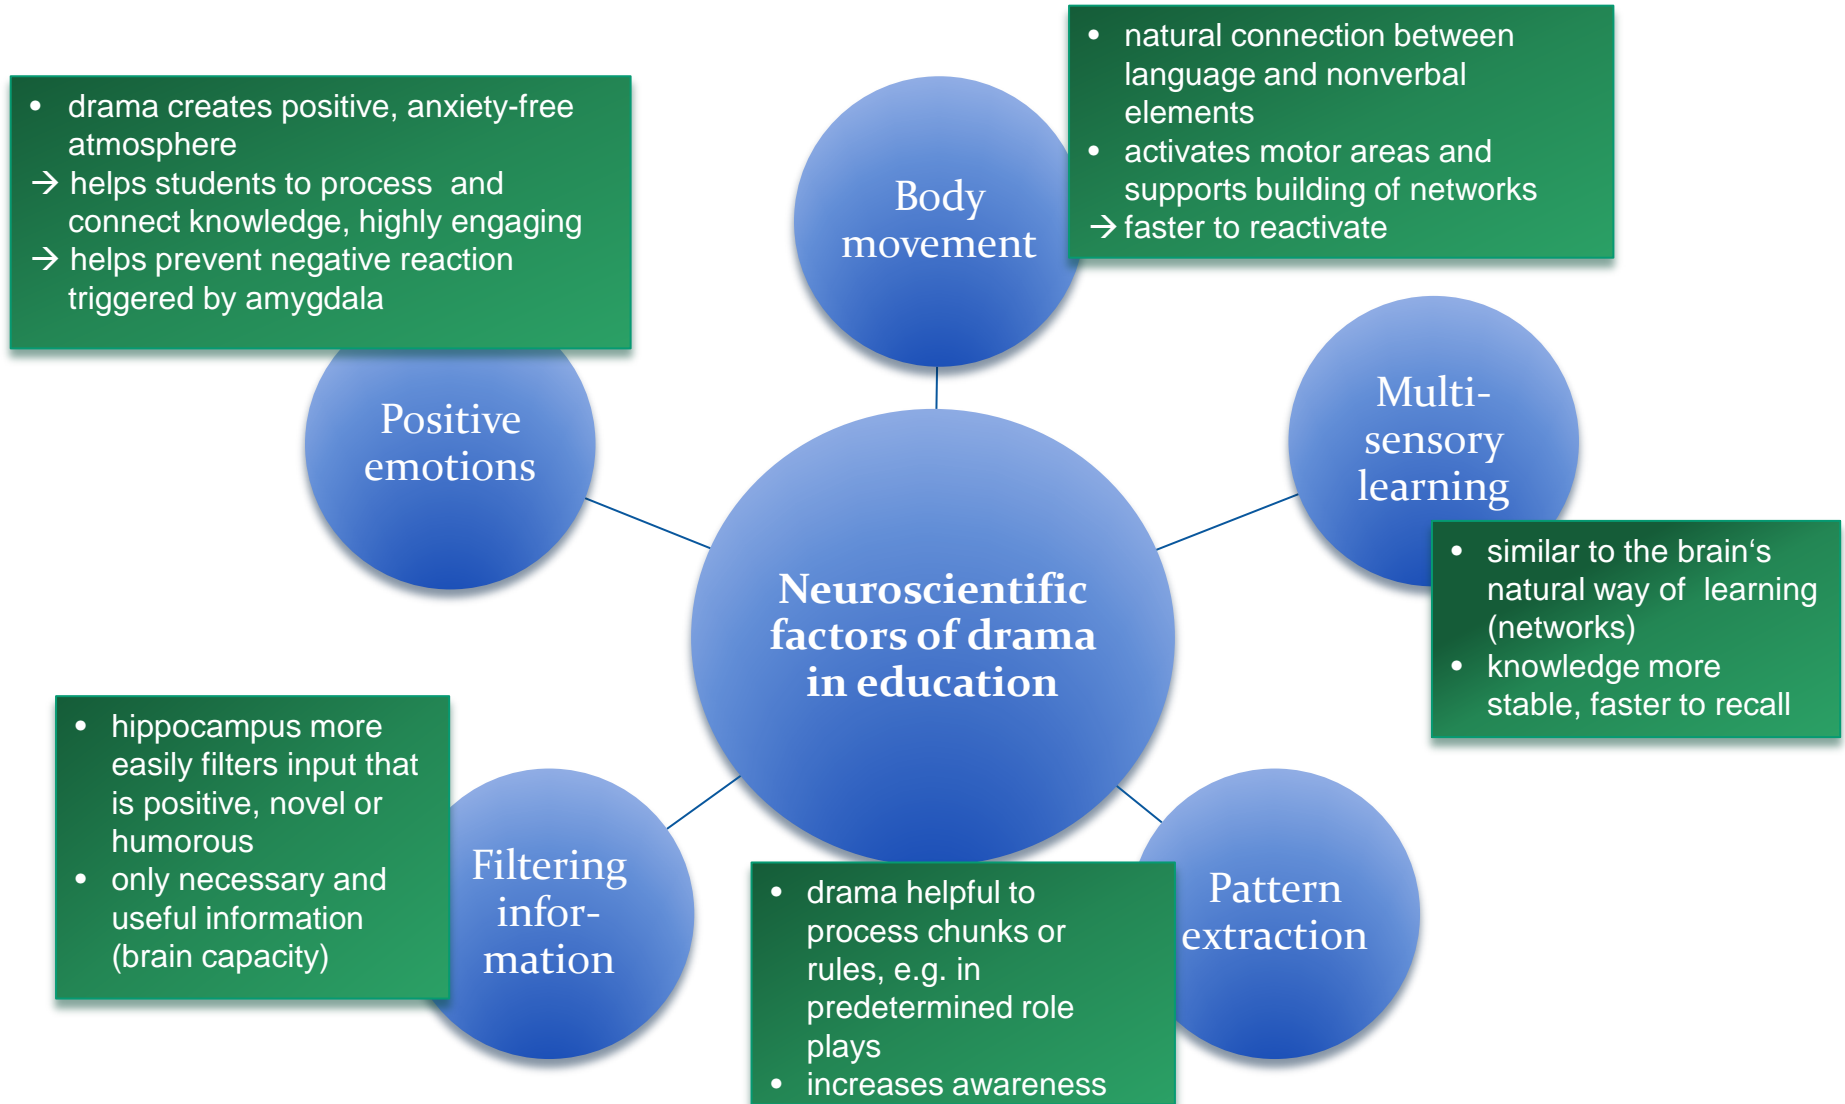 • drama creates positive, anxiety-free
atmosphere
→ helps students to process and
connect knowledge, highly engaging
→ helps prevent negative reaction
triggered by amygdala
Positive
emotions
Body
movement
• natural connection between
language and nonverbal
elements
• activates motor areas and
supports building of networks
→ faster to reactivate
Multi-
sensory
learning
• similar to the brain‘s
natural way of learning
(networks)
• knowledge more
stable, faster to recall
Neuroscientific
factors of drama
in education
• hippocampus more
easily filters input that
is positive, novel or
humorous
• only necessary and
useful information
(brain capacity)
Filtering
infor-
mation
• drama helpful to
process chunks or
rules, e.g. in
predetermined role
plays
• increases awareness
Pattern
extraction